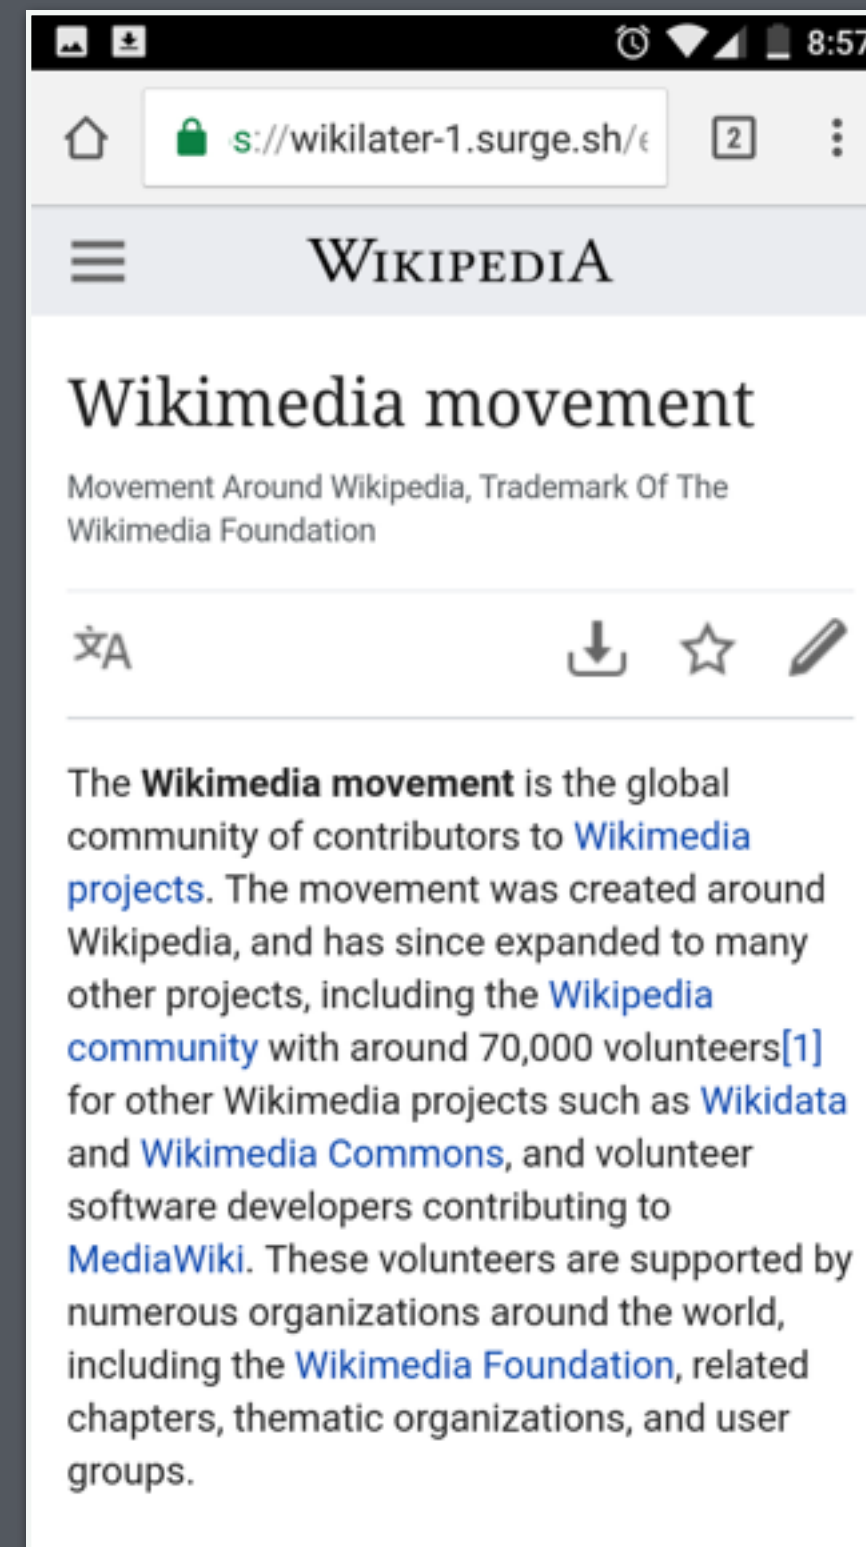 8:57
s://wikilater-1.surge.sh/e
2
WIKIPEDIA
Wikimedia movement
Movement Around Wikipedia, Trademark Of The
Wikimedia Foundation
文A
The Wikimedia movement is the global
community of contributors to Wikimedia
projects. The movement was created around
Wikipedia, and has since expanded to many
other projects, including the Wikipedia
community with around 70,000 volunteers[1]
for other Wikimedia projects such as Wikidata
and Wikimedia Commons, and volunteer
software developers contributing to
MediaWiki. These volunteers are supported by
numerous organizations around the world,
including the Wikimedia Foundation, related
chapters, thematic organizations, and user
groups.